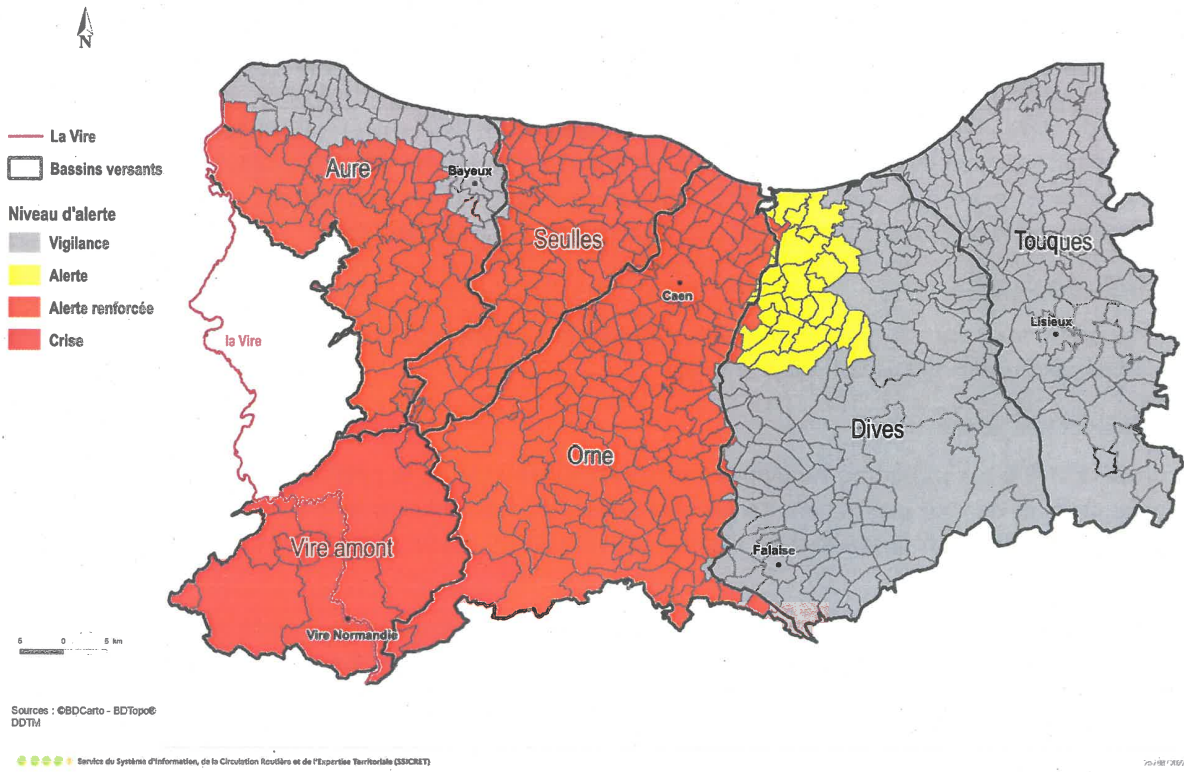 N
La Vire
Bassins versants
Niveau d'alerte
Vigilance
Alerte
Alerte renforcée
Crise
Aure
Bayeux
Seulles
Caen
Touques
Lisieux
la Vire
Dives
Orne
Vire amont
Falaise
Vire Normandie
5 0 5 km
Sources : ©BDCarto - BDTopo®
DDTM
Service du Système d'Information, de la Circulation Routière et de l'Expertise Territoriale (SSICRET)